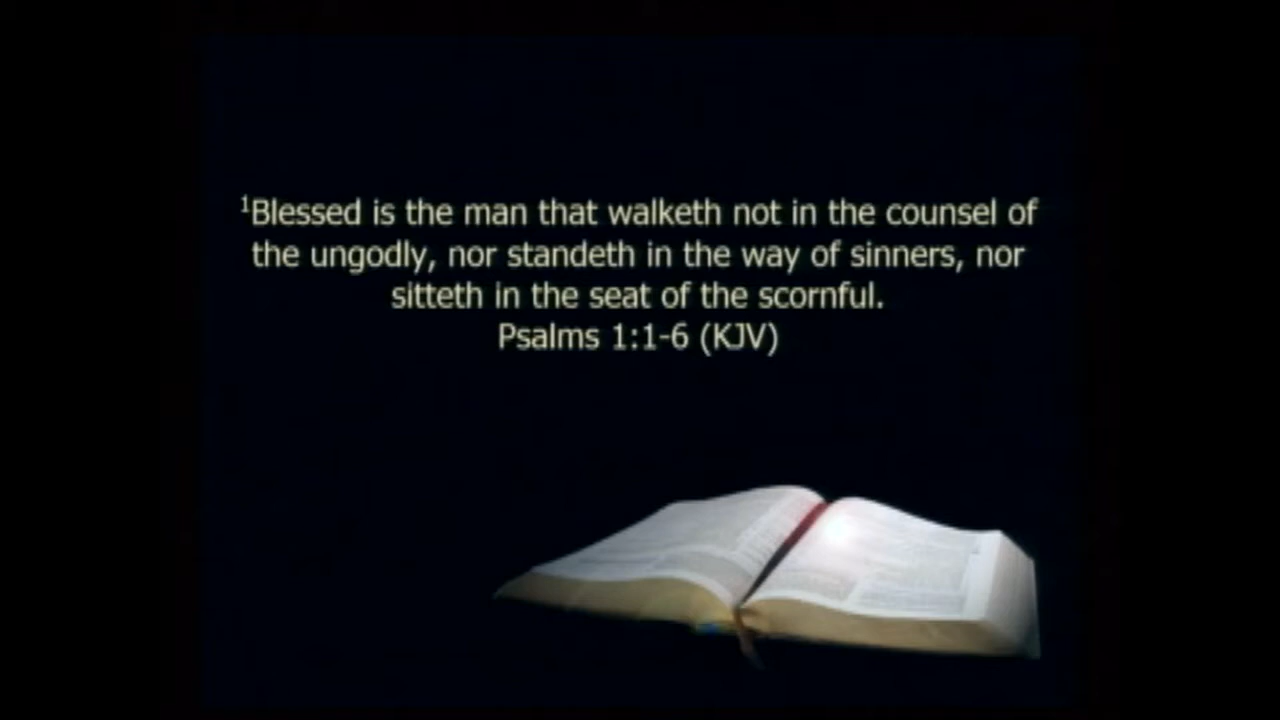 ¹Blessed is the man that walketh not in the counsel of
the ungodly, nor standeth in the way of sinners, nor
sitteth in the seat of the scornful.
Psalms 1:1-6 (KJV)